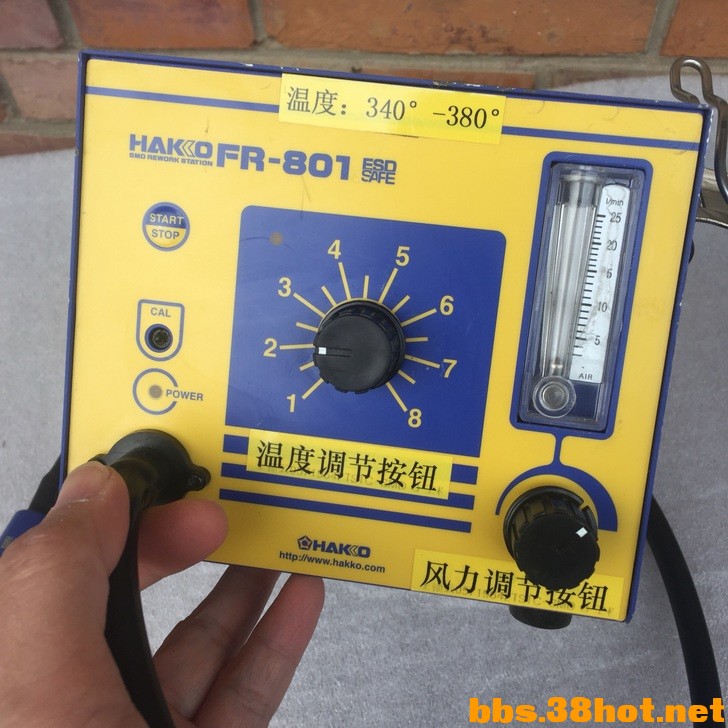 温度：340°-380°
HAKKO FR-801 ESD SAFE
SMD REWORK STATION
START
STOP
CAL
POWER
1
2
3
4
5
6
7
8
l/min
25
20
10
5
AIR
温度调节按钮
HAKKO
http://www.hakko.com
风力调节按钮
bbs.38hot.net